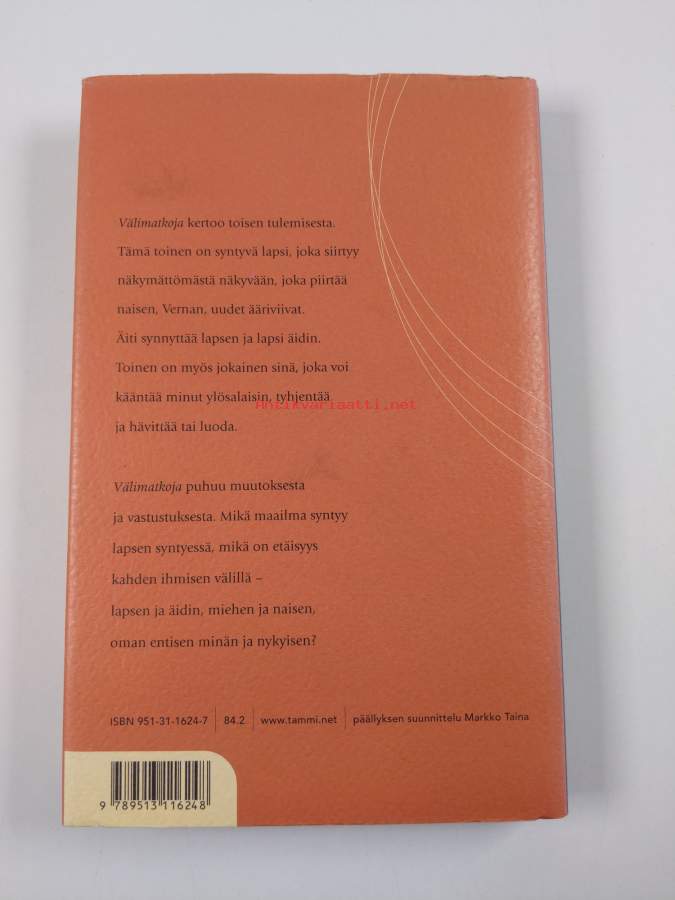 Välimatkoja kertoo toisen tulemisesta.
Tämä toinen on syntyvä lapsi, joka siirtyy
näkymättömästä näkyvään, joka piirtää
naisen, Vernan, uudet ääriviivat.
Äiti synnyttää lapsen ja lapsi äidin.
Toinen on myös jokainen sinä, joka voi
kääntää minut ylösalaisin, tyhjentää
Antikvariaatti.net
ja hävittää tai luoda.
Välimatkoja puhuu muutoksesta
ja vastustuksesta. Mikä maailma syntyy
lapsen syntyessä, mikä on etäisyys
kahden ihmisen välillä –
lapsen ja äidin, miehen ja naisen,
oman entisen minän ja nykyisen?
ISBN 951-31-1624-7 | 84.2 | www.tammi.net | päällyksen suunnittelu Markko Taina
9 789513 116248